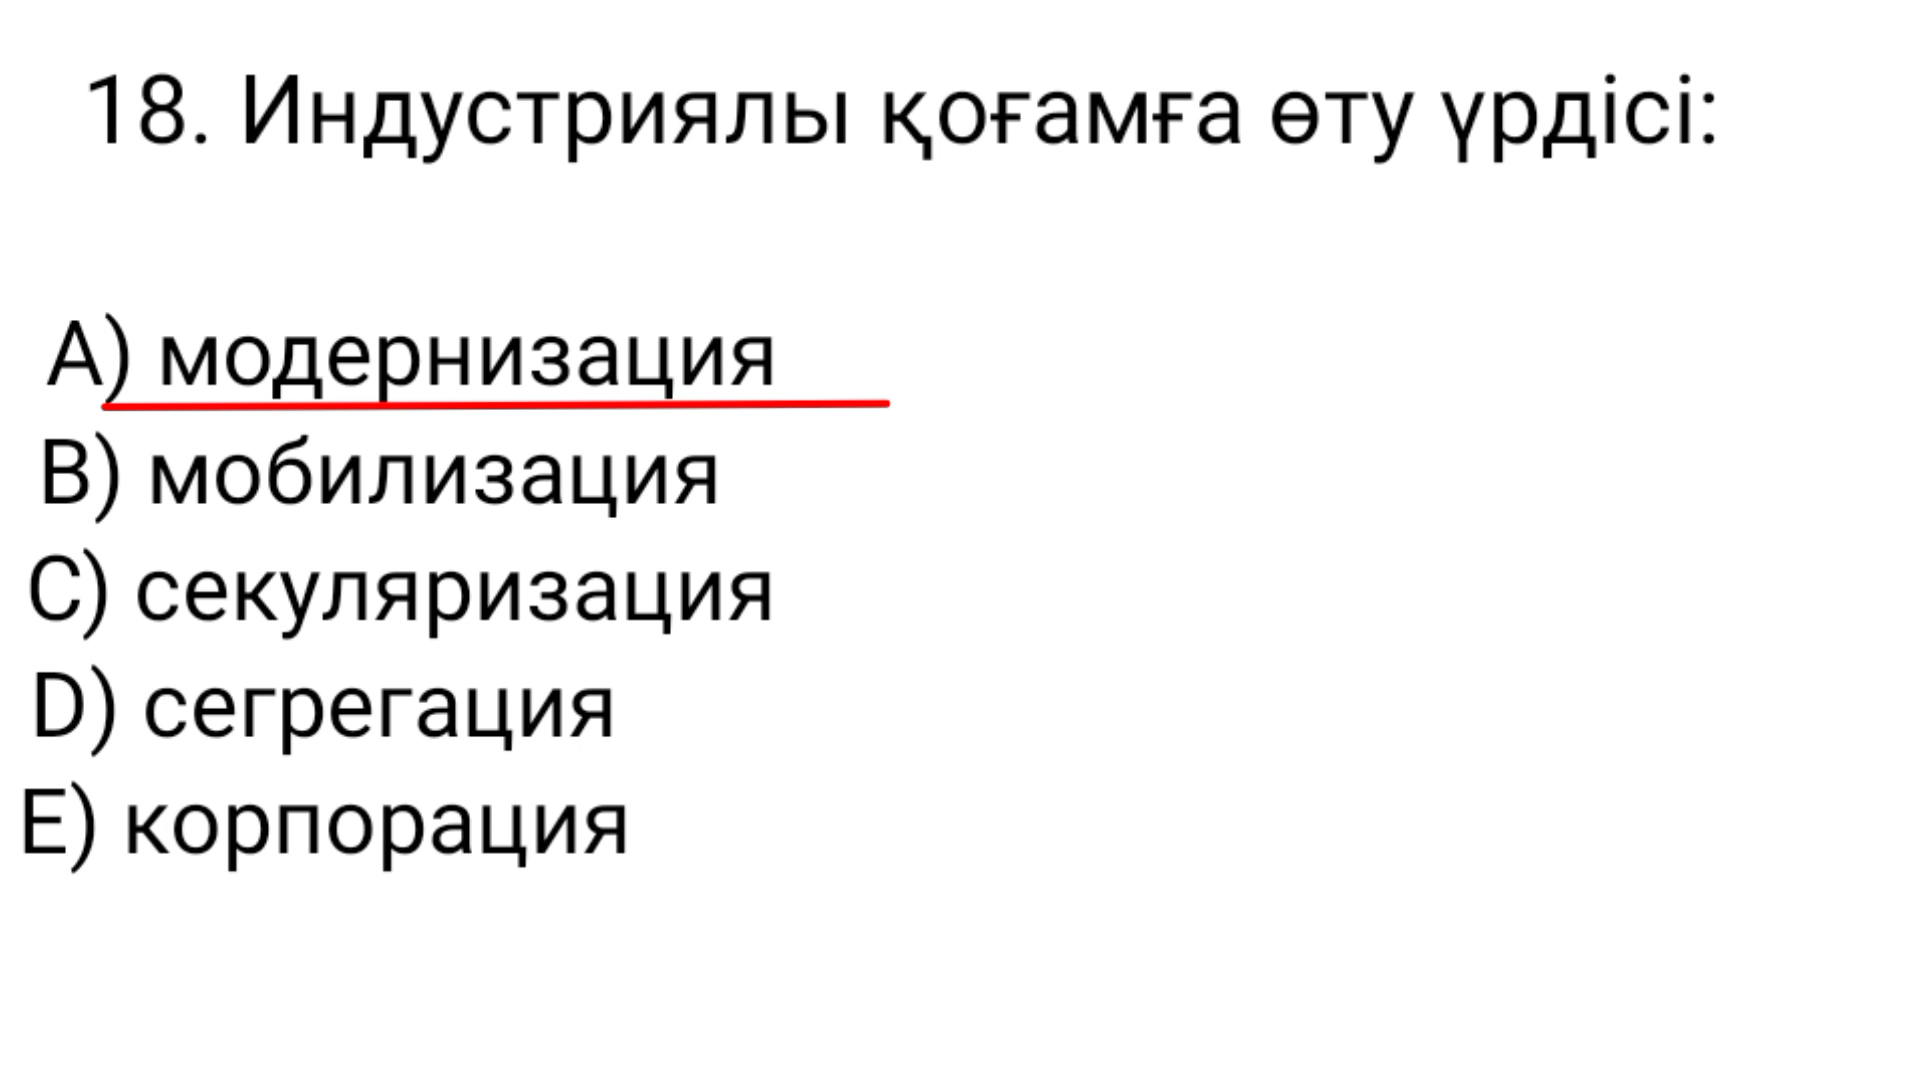 18. Индустриялы қоғамға өту үрдісі:
A) модернизация
B) мобилизация
C) секуляризация
D) сегрегация
E) корпорация